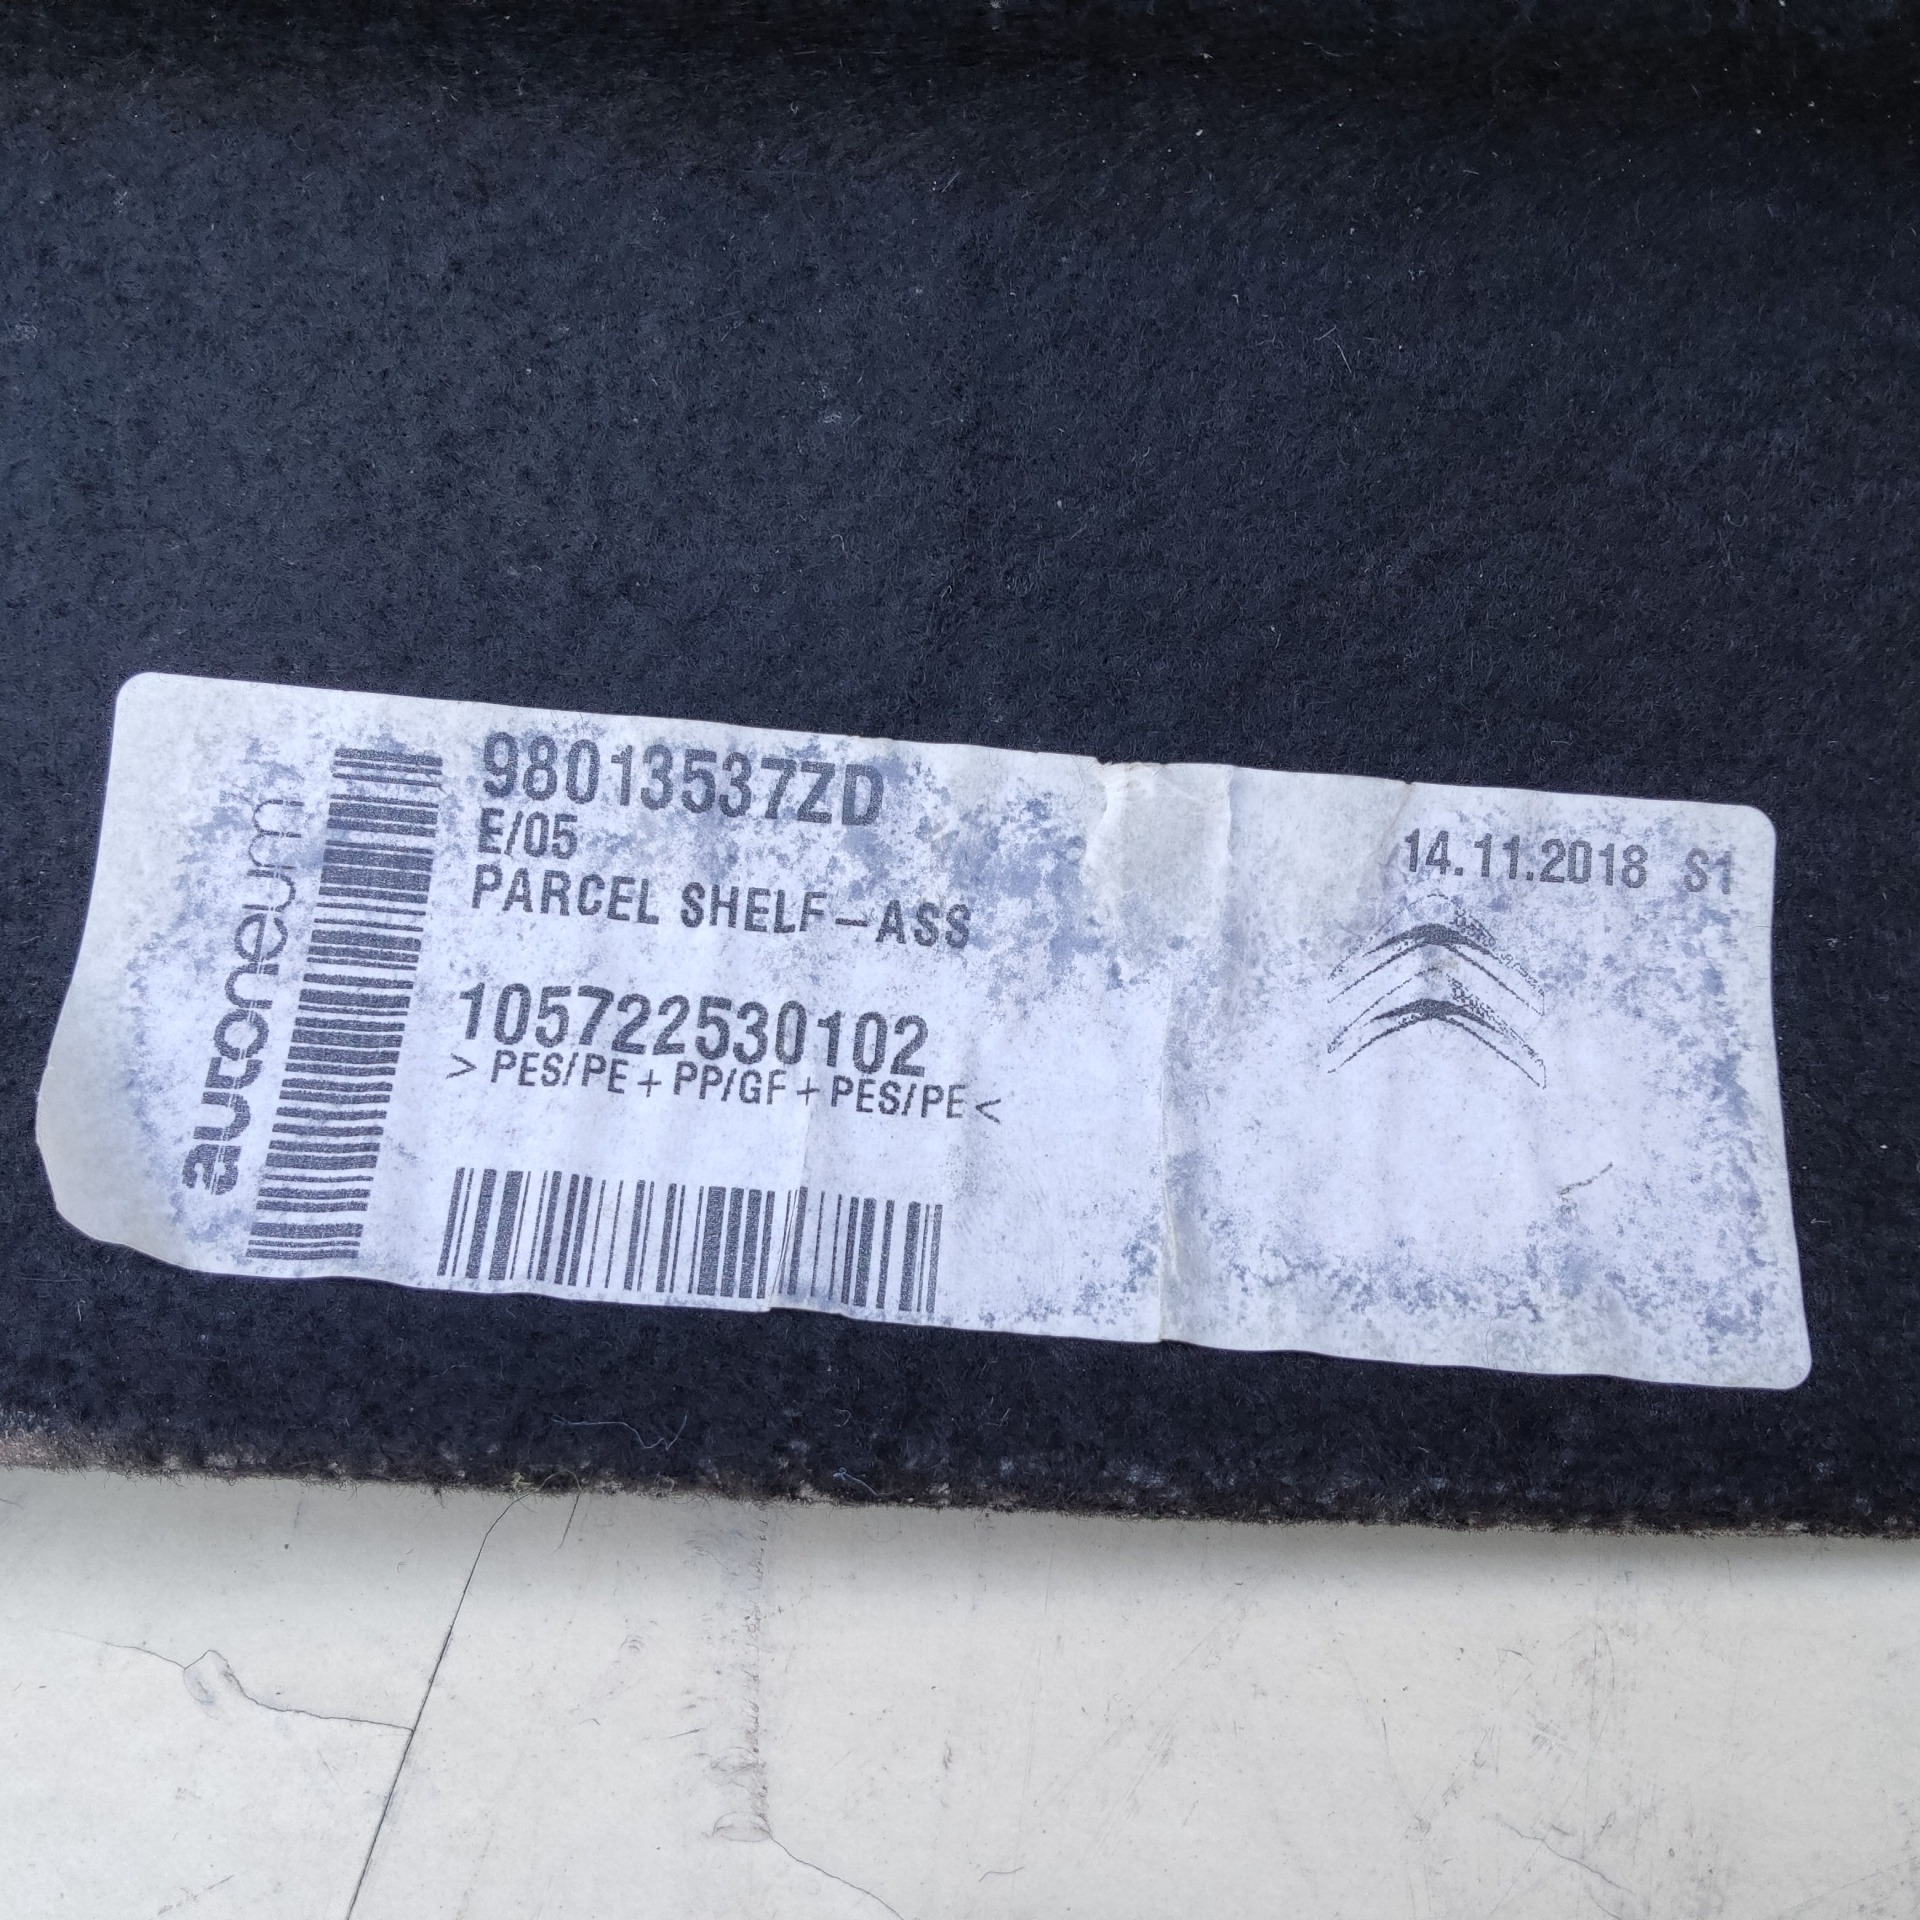 autoneum
98013537ZD
E/05
PARCEL SHELF-ASS
105722530102
> PES/PE + PP/GF + PES/PE <
14.11.2018 S1